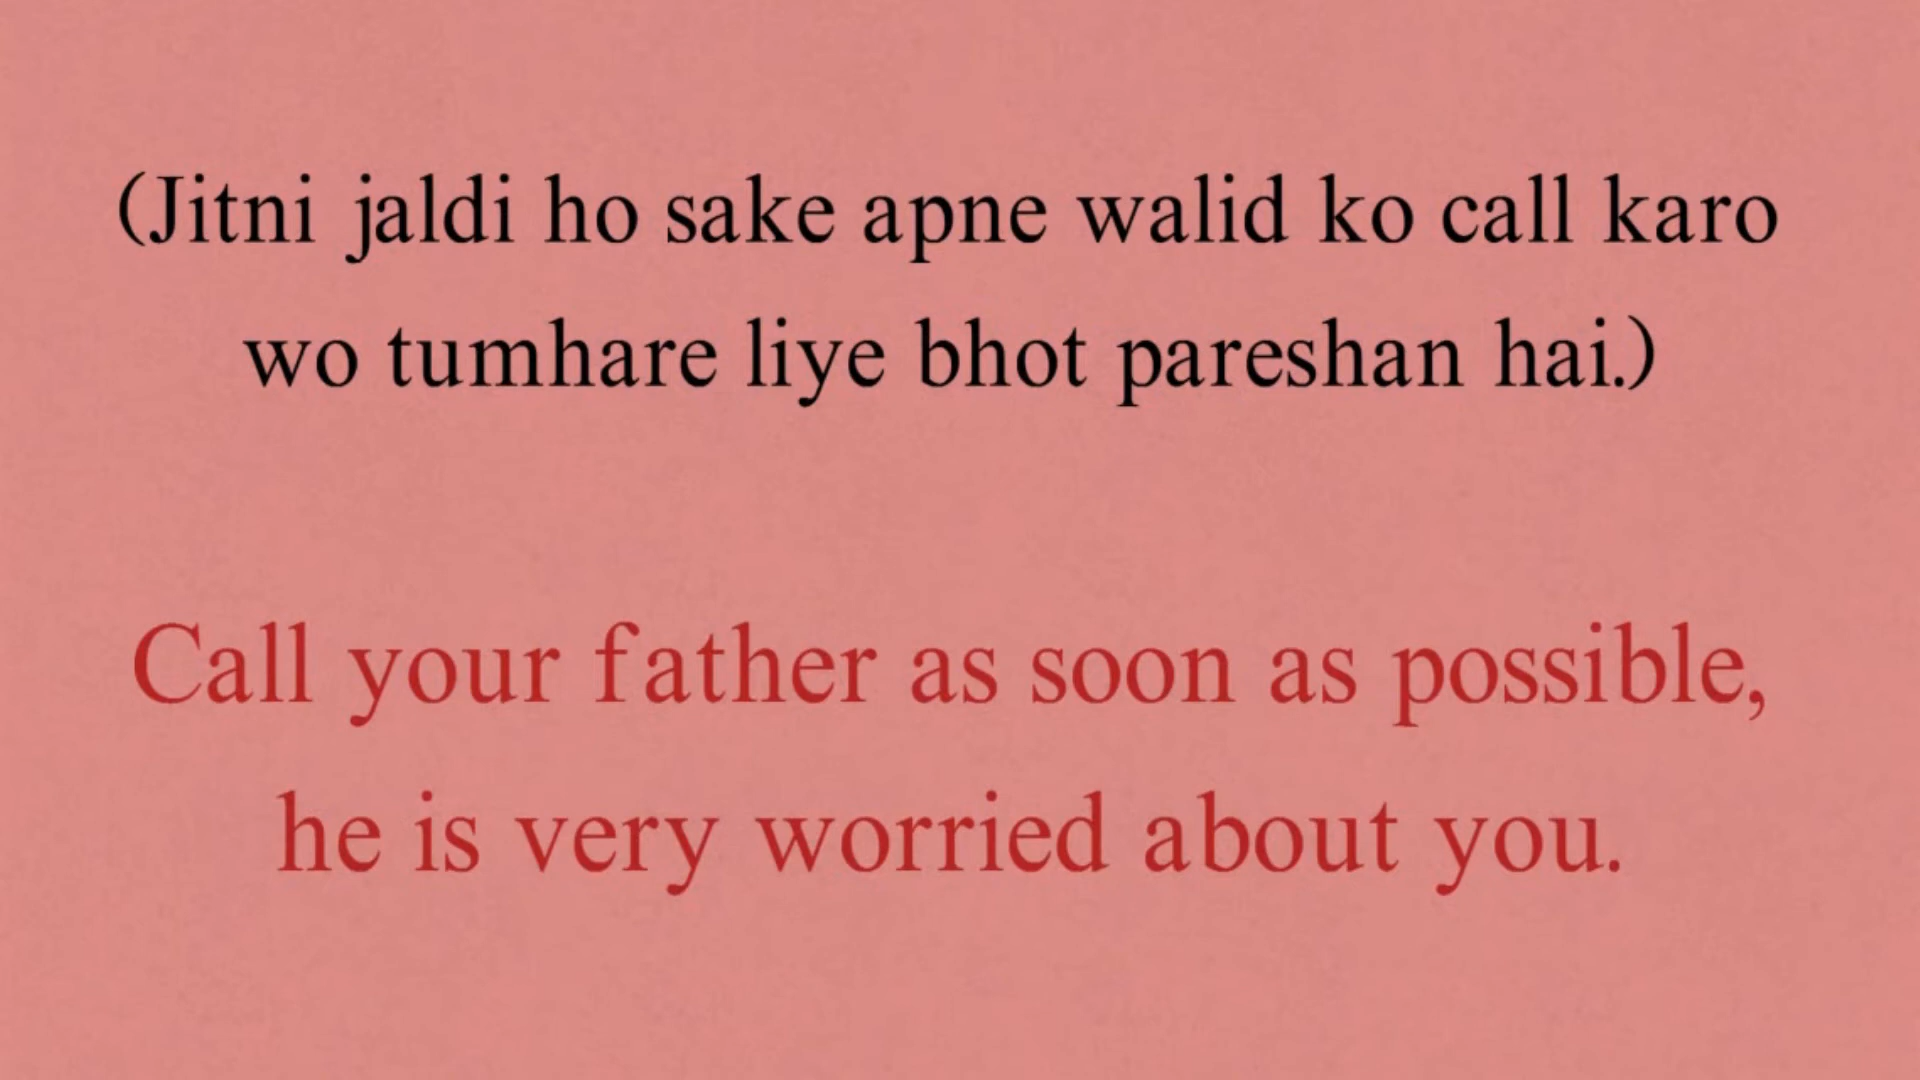 (Jitni jaldi ho sake apne walid ko call karo
wo tumhare liye bhot pareshan hai.)
Call your father as soon as possible,
he is very worried about you.